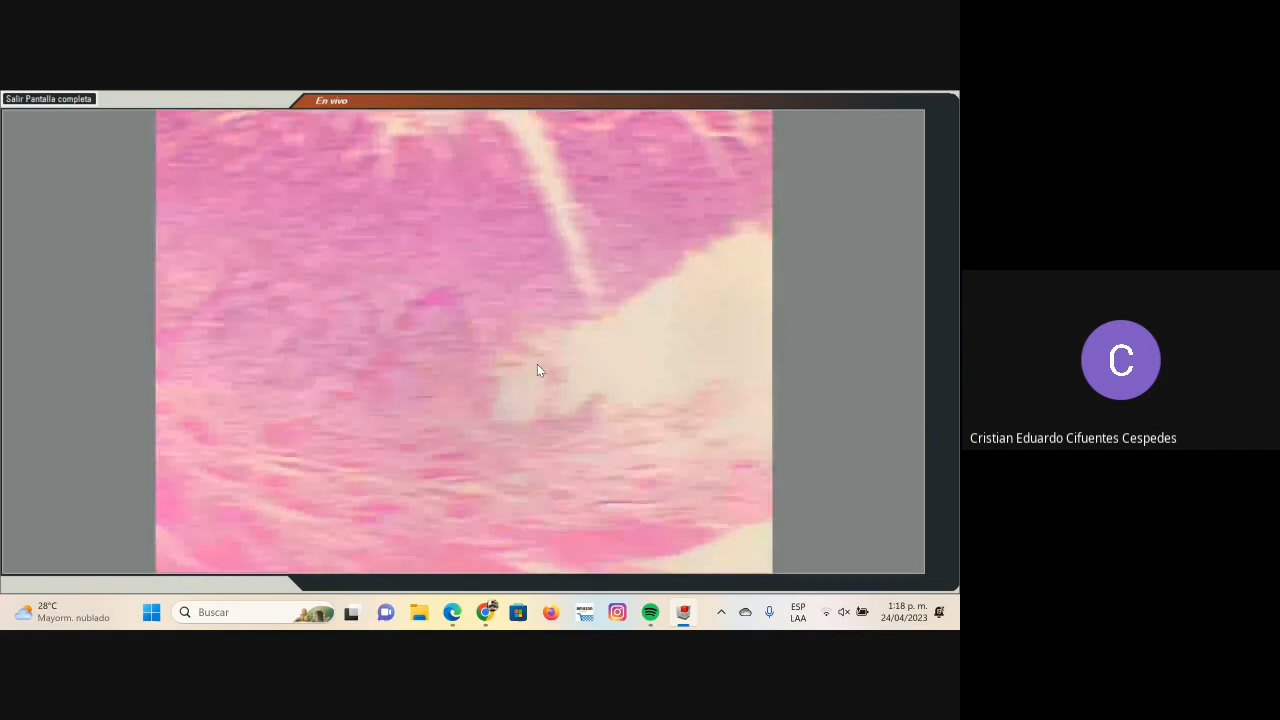 Salir Pantalla completa
En vivo
C
Cristian Eduardo Cifuentes Cespedes
28°C
Mayorm. nublado
Buscar
amazon
ESP
LAA
1:18 p. m.
24/04/2023